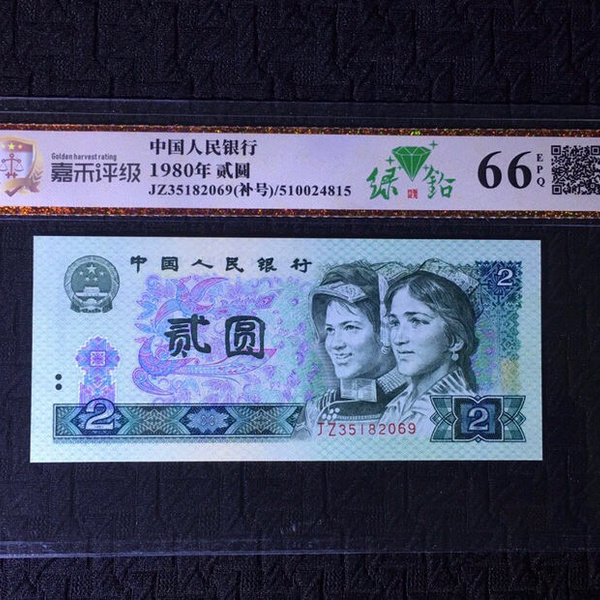 Golden harvest rating
嘉禾评级
中国人民银行
1980年 贰圆
JZ35182069(补号)/510024815
绿钻
66
EPQ
中国人民银行
2
贰圆
2
JZ35182069
2